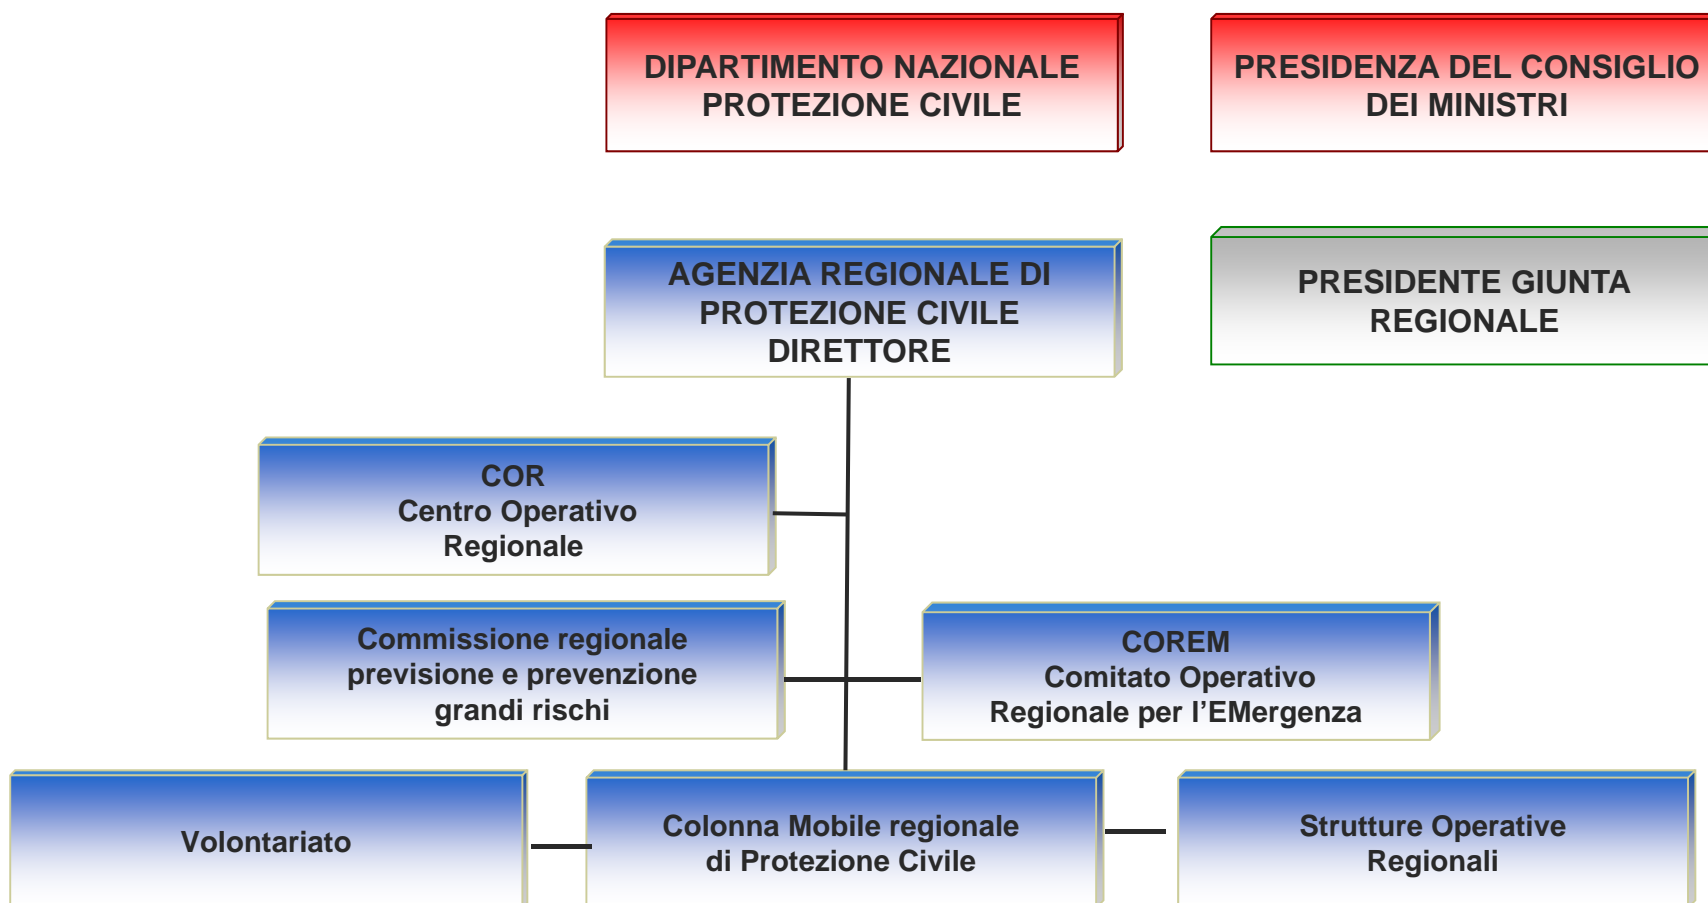 DIPARTIMENTO NAZIONALE
PROTEZIONE CIVILE
PRESIDENZA DEL CONSIGLIO
DEI MINISTRI
AGENZIA REGIONALE DI
PROTEZIONE CIVILE
DIRETTORE
PRESIDENTE GIUNTA
REGIONALE
COR
Centro Operativo
Regionale
Commissione regionale
previsione e prevenzione
grandi rischi
COREM
Comitato Operativo
Regionale per l’EMergenza
Volontariato
Colonna Mobile regionale
di Protezione Civile
Strutture Operative
Regionali